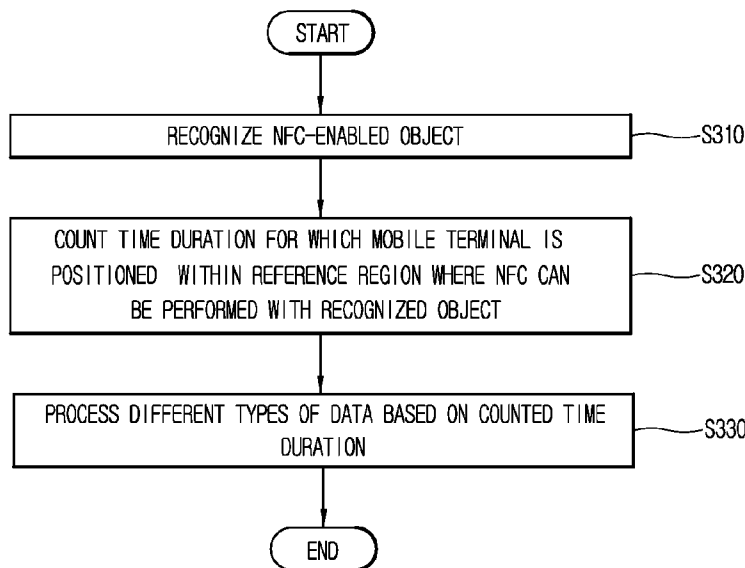 START
RECOGNIZE NFC-ENABLED OBJECT
S310
COUNT TIME DURATION FOR WHICH MOBILE TERMINAL IS
POSITIONED WITHIN REFERENCE REGION WHERE NFC CAN
BE PERFORMED WITH RECOGNIZED OBJECT
S320
PROCESS DIFFERENT TYPES OF DATA BASED ON COUNTED TIME
DURATION
S330
END